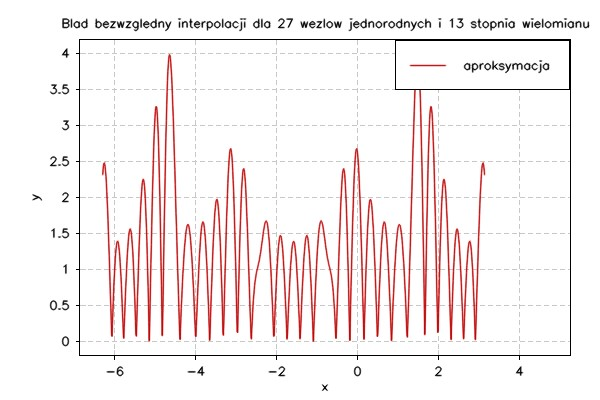 Blad bezwzgledny interpolacji dla 27 wezlow jednorodnych i 13 stopnia wielomianu
aproksymacja
4
3.5
3
2.5
2
1.5
1
0.5
0
y
−6 −4 −2 0 2 4
x